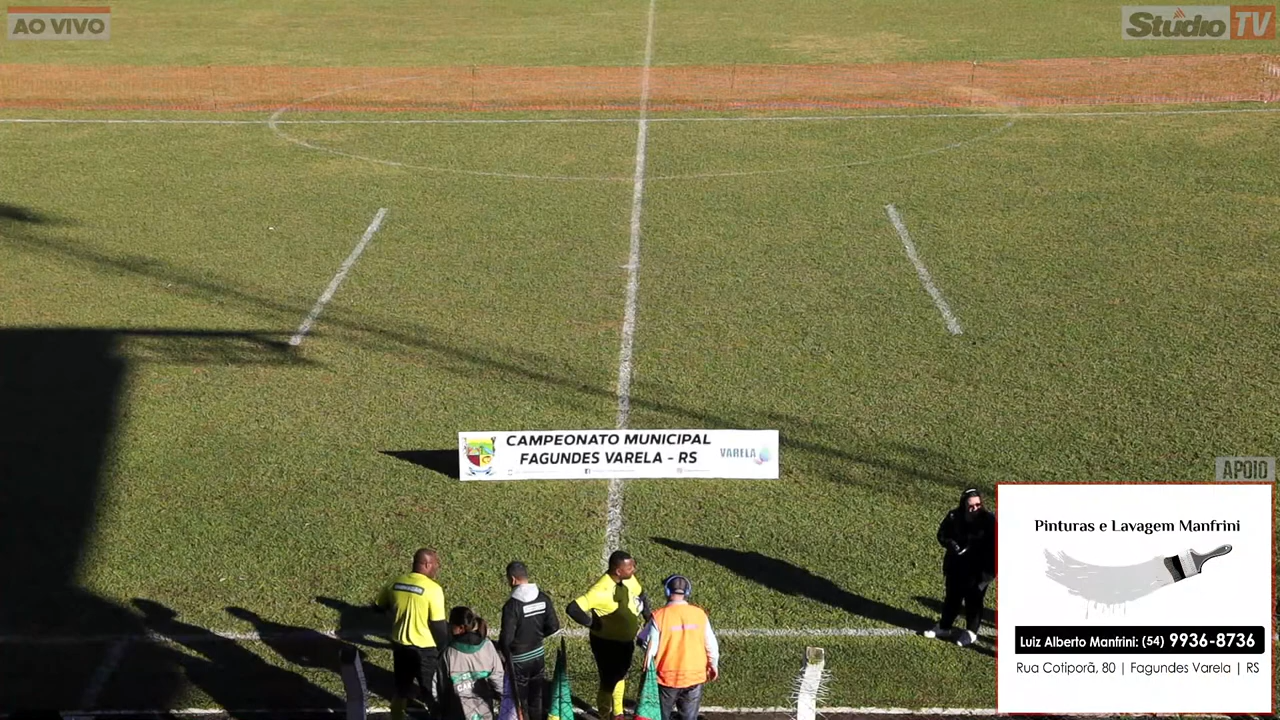 AO VIVO
Stúdio TV
CAMPEONATO MUNICIPAL
FAGUNDES VARELA - RS
VARELA
APOIO
Pinturas e Lavagem Manfrini
Luiz Alberto Manfrini: (54) 9936-8736
Rua Cotiporã, 80 | Fagundes Varela | RS